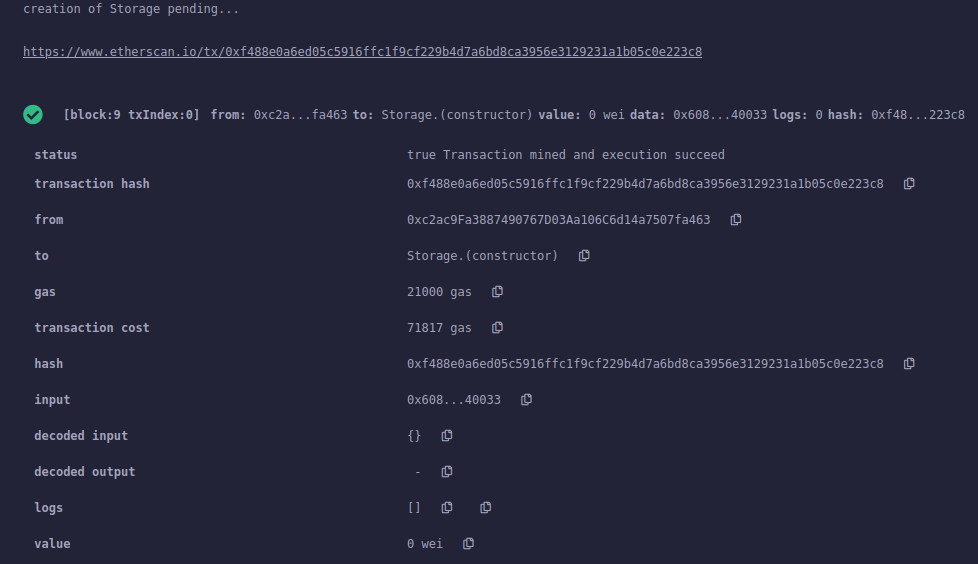 creation of Storage pending...
https://www.etherscan.io/tx/0xf488e0a6ed05c5916ffc1f9cf229b4d7a6bd8ca3956e3129231a1b05c0e223c8
[block:9 txIndex:0] from: 0xc2a...fa463 to: Storage.(constructor) value: 0 wei data: 0x608...40033 logs: 0 hash: 0xf48...223c8
status true Transaction mined and execution succeed
transaction hash 0xf488e0a6ed05c5916ffc1f9cf229b4d7a6bd8ca3956e3129231a1b05c0e223c8
from 0xc2ac9Fa3887490767D03Aa106C6d14a7507fa463
to Storage.(constructor)
gas 21000 gas
transaction cost 71817 gas
hash 0xf488e0a6ed05c5916ffc1f9cf229b4d7a6bd8ca3956e3129231a1b05c0e223c8
input 0x608...40033
decoded input {}
decoded output -
logs []
value 0 wei